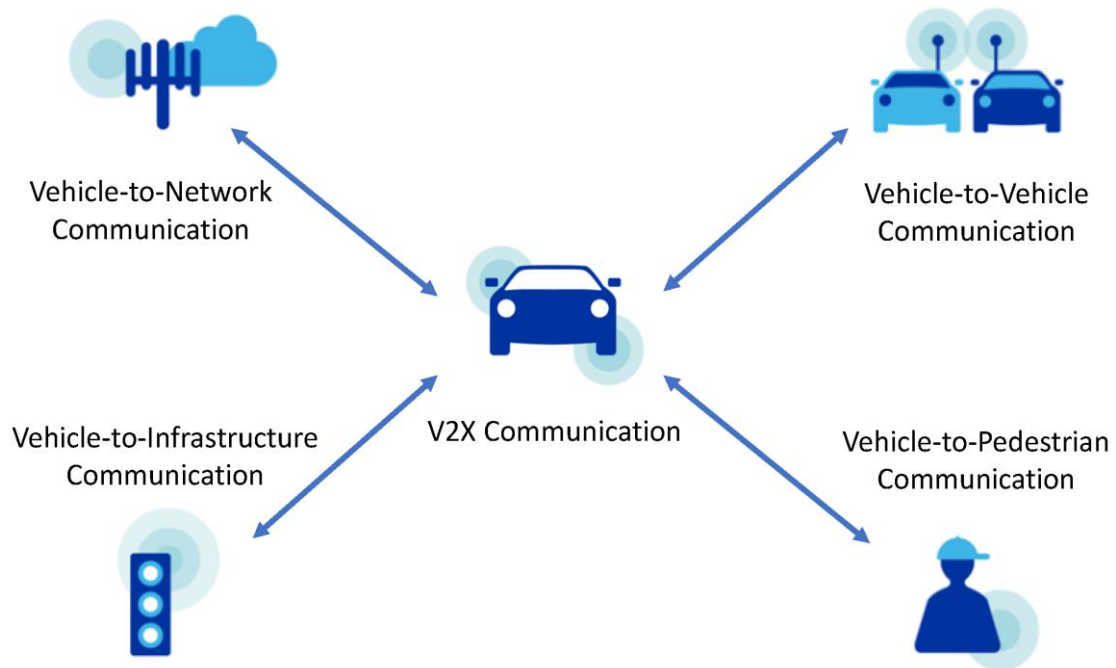 Vehicle-to-Network
Communication
Vehicle-to-Vehicle
Communication
V2X Communication
Vehicle-to-Infrastructure
Communication
Vehicle-to-Pedestrian
Communication